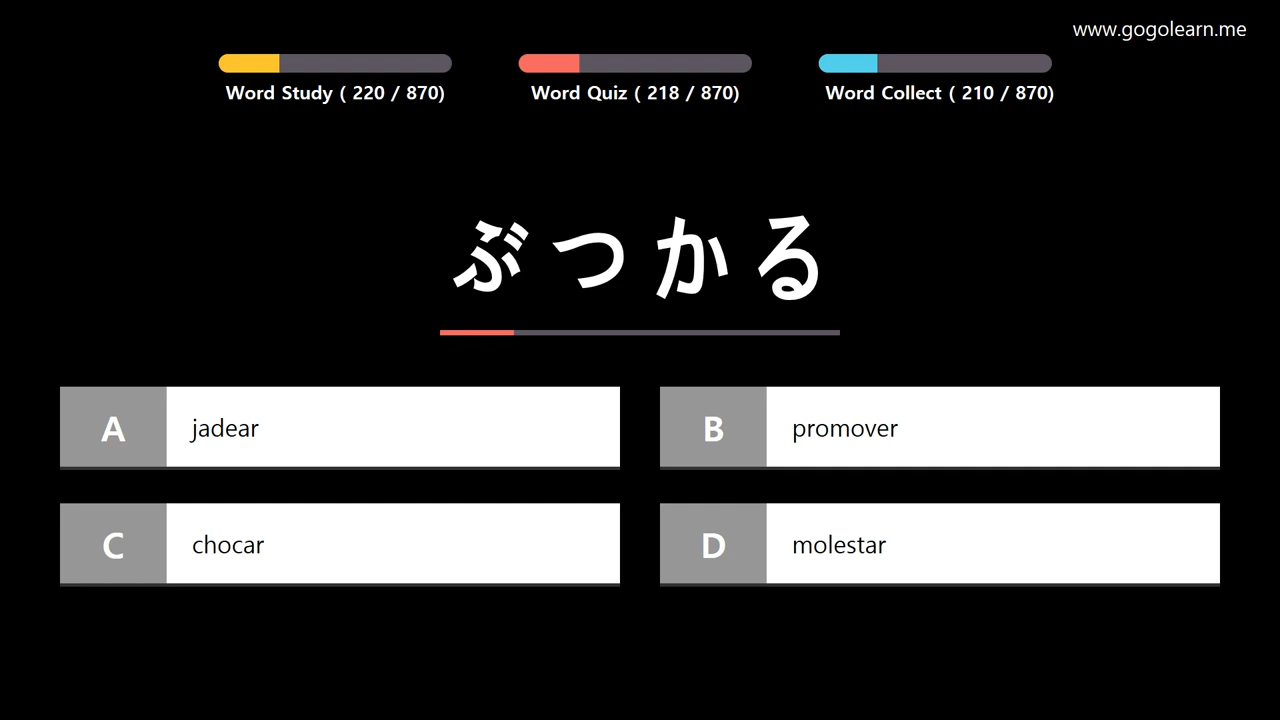 www.gogolearn.me
Word Study ( 220 / 870)
Word Quiz ( 218 / 870)
Word Collect ( 210 / 870)
ぶつかる
A jadear
B promover
C chocar
D molestar